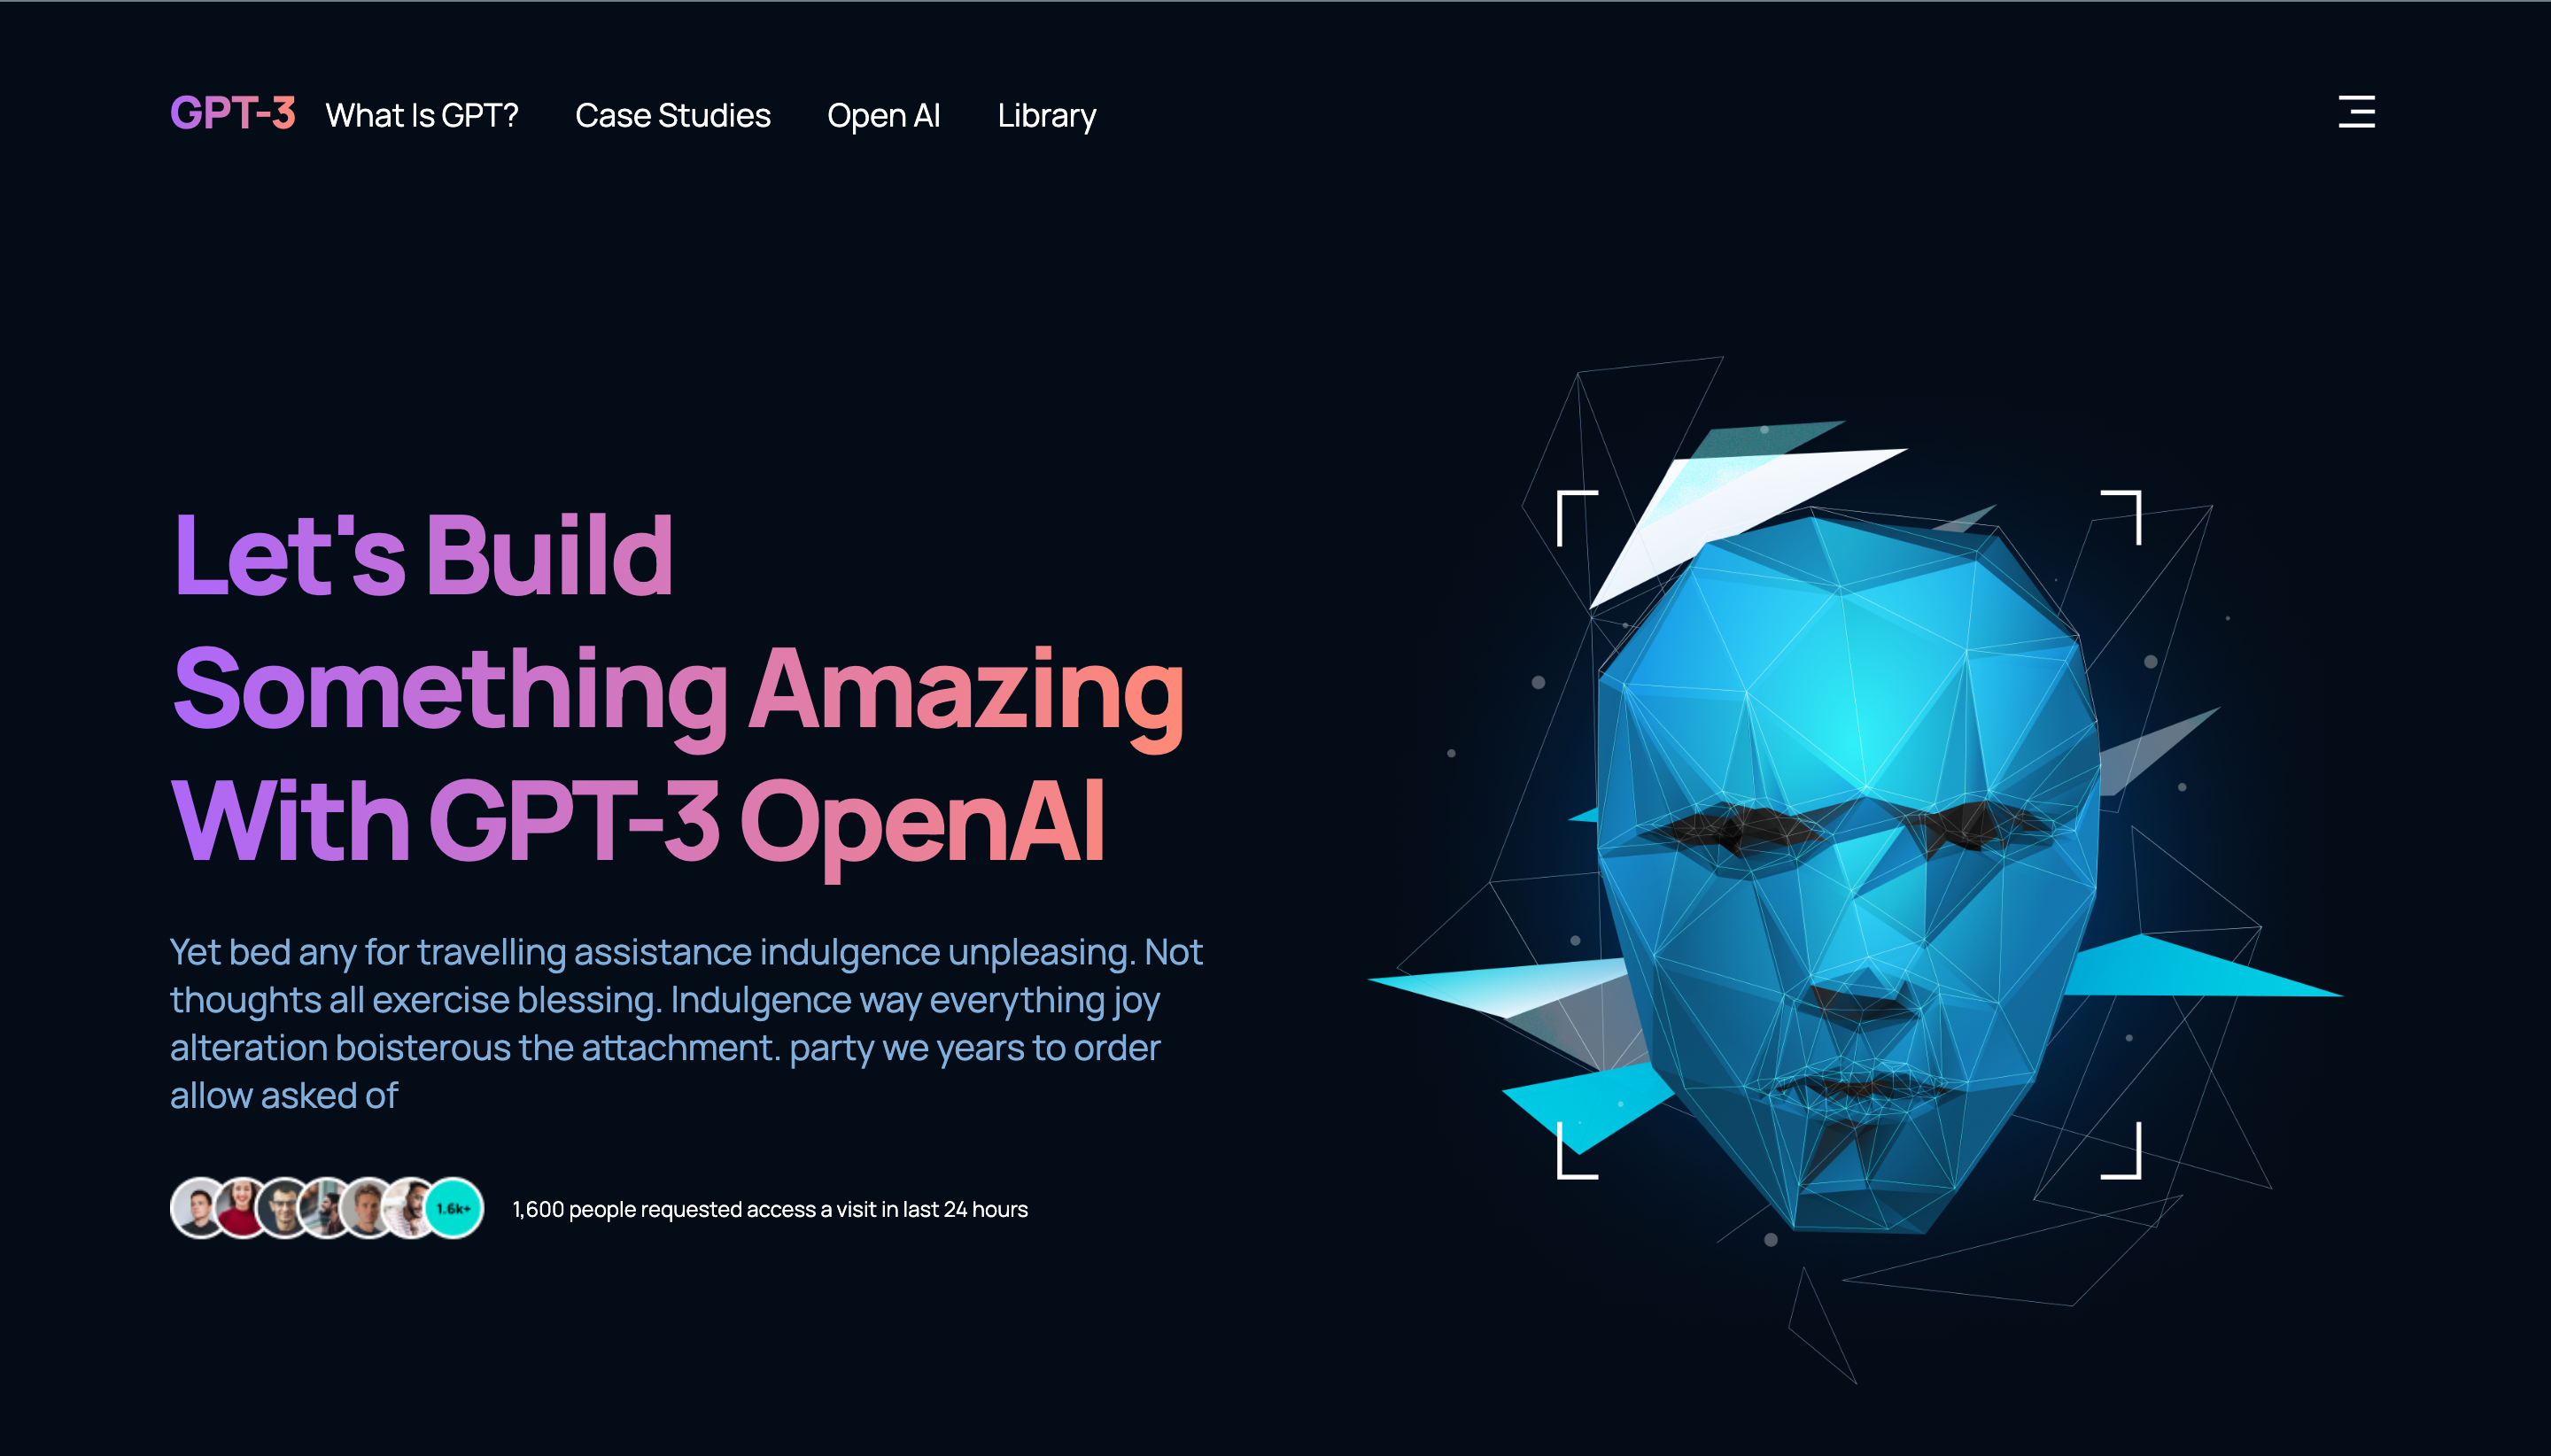 GPT-3 What Is GPT? Case Studies Open AI Library
Let's Build
Something Amazing
With GPT-3 OpenAI
Yet bed any for travelling assistance indulgence unpleasing. Not
thoughts all exercise blessing. Indulgence way everything joy
alteration boisterous the attachment. party we years to order
allow asked of
1.6k+ 1,600 people requested access a visit in last 24 hours